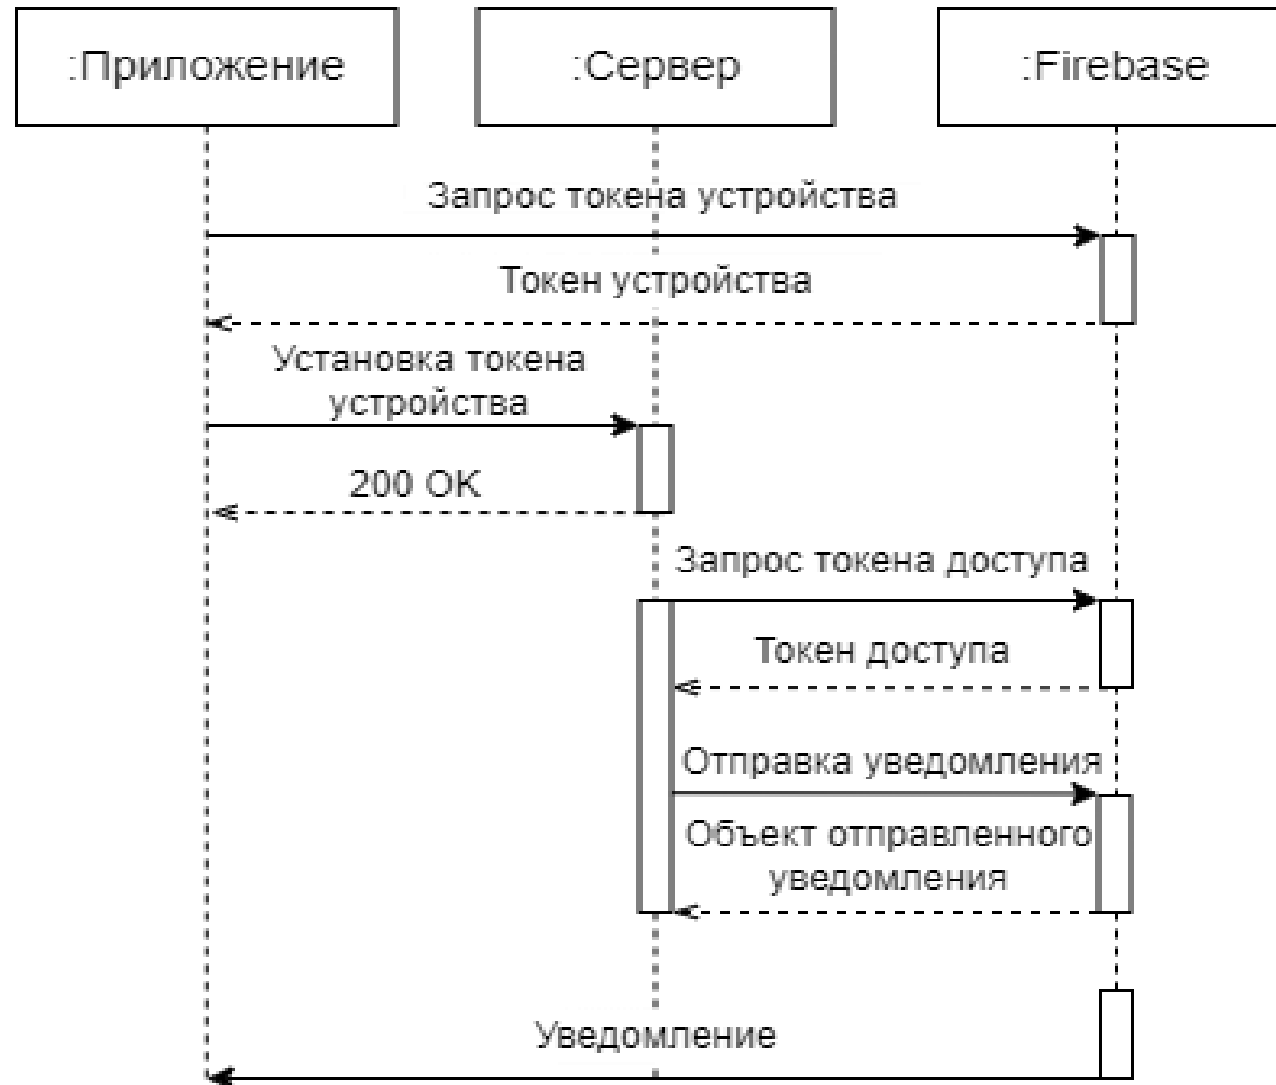 :Приложение
:Сервер
:Firebase
Запрос токена устройства
Токен устройства
Установка токена
устройства
200 OK
Запрос токена доступа
Токен доступа
Отправка уведомления
Объект отправленного
уведомления
Уведомление